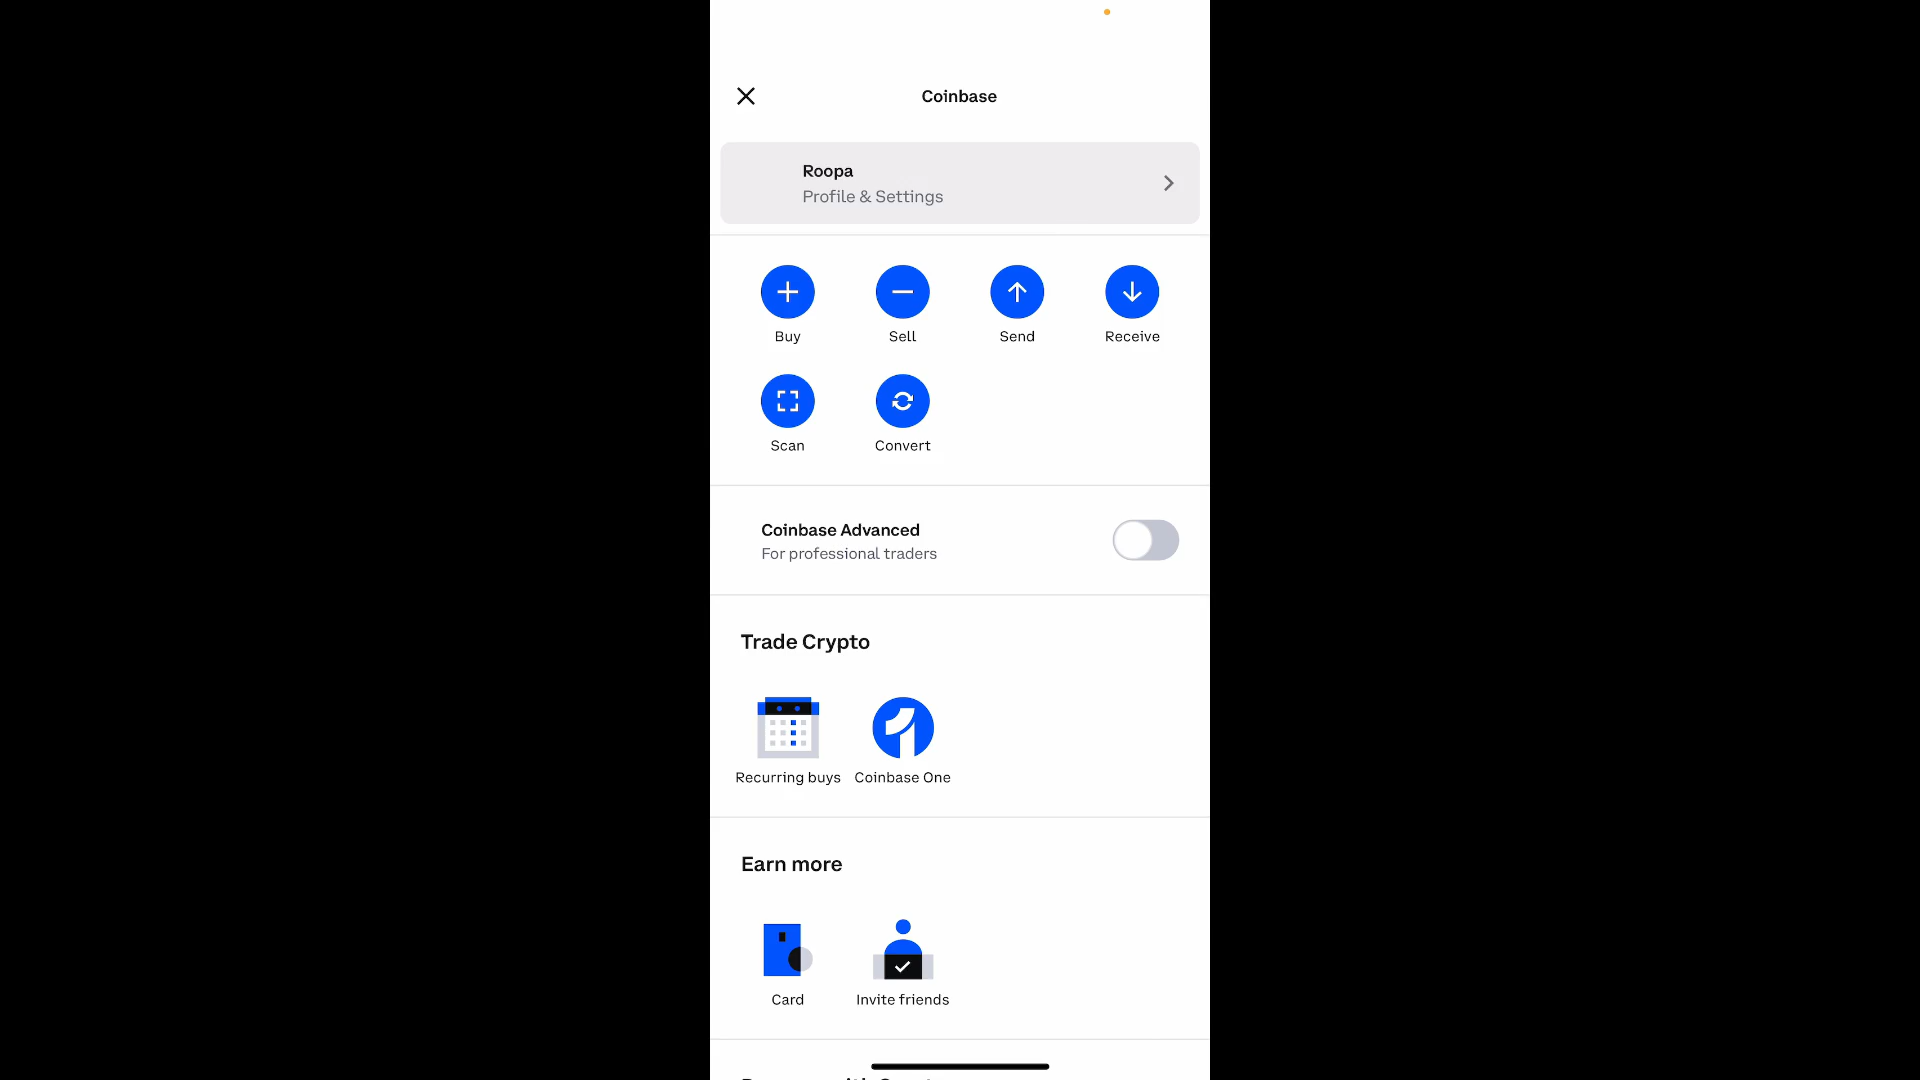 Coinbase
Roopa
Profile & Settings
Buy Sell Send Receive
Scan Convert
Coinbase Advanced
For professional traders
Trade Crypto
Recurring buys Coinbase One
Earn more
Card Invite friends